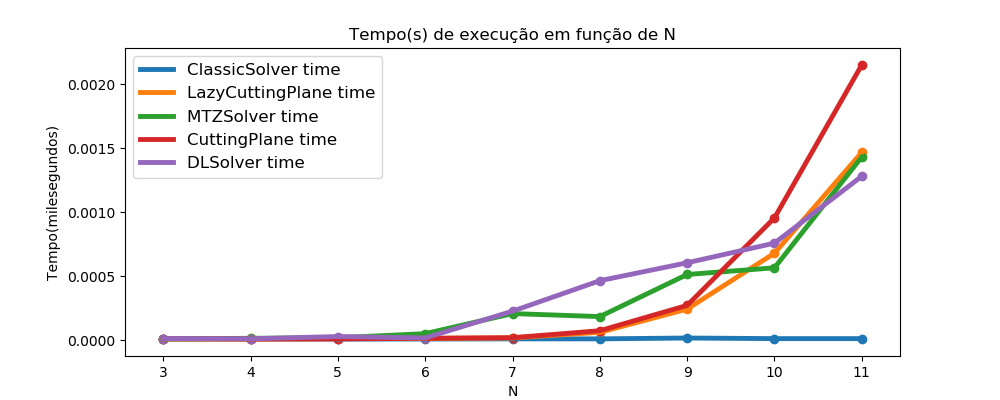 Tempo(s) de execução em função de N
ClassicSolver time
LazyCuttingPlane time
MTZSolver time
CuttingPlane time
DLSolver time
Tempo(milesegundos)
0.0020
0.0015
0.0010
0.0005
0.0000
3 4 5 6 7 8 9 10 11
N